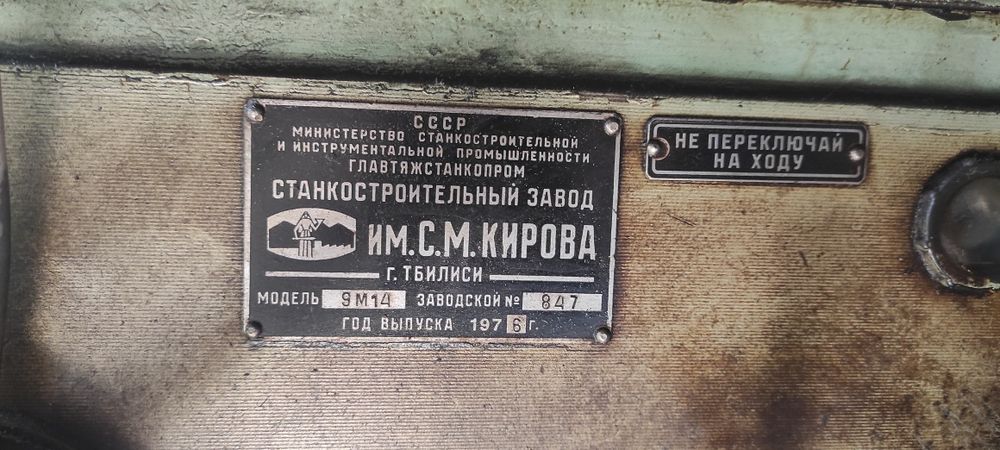 СССР
МИНИСТЕРСТВО СТАНКОСТРОИТЕЛЬНОЙ
И ИНСТРУМЕНТАЛЬНОЙ ПРОМЫШЛЕННОСТИ
ГЛАВТЯЖСТАНКОПРОМ
СТАНКОСТРОИТЕЛЬНЫЙ ЗАВОД
ИМ. С. М. КИРОВА
Г. ТБИЛИСИ
МОДЕЛЬ 9М14 ЗАВОДСКОЙ № 847
ГОД ВЫПУСКА 1976 Г.
НЕ ПЕРЕКЛЮЧАЙ
НА ХОДУ